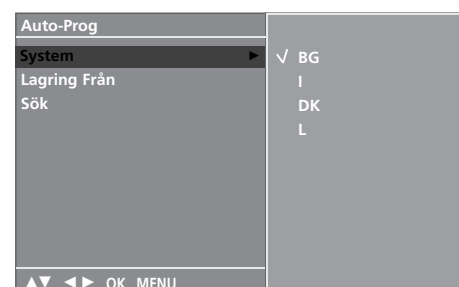 Auto-Prog
System ►
Lagring Från
Sök
√ BG
I
DK
L
▲▼ ◄► OK MENU